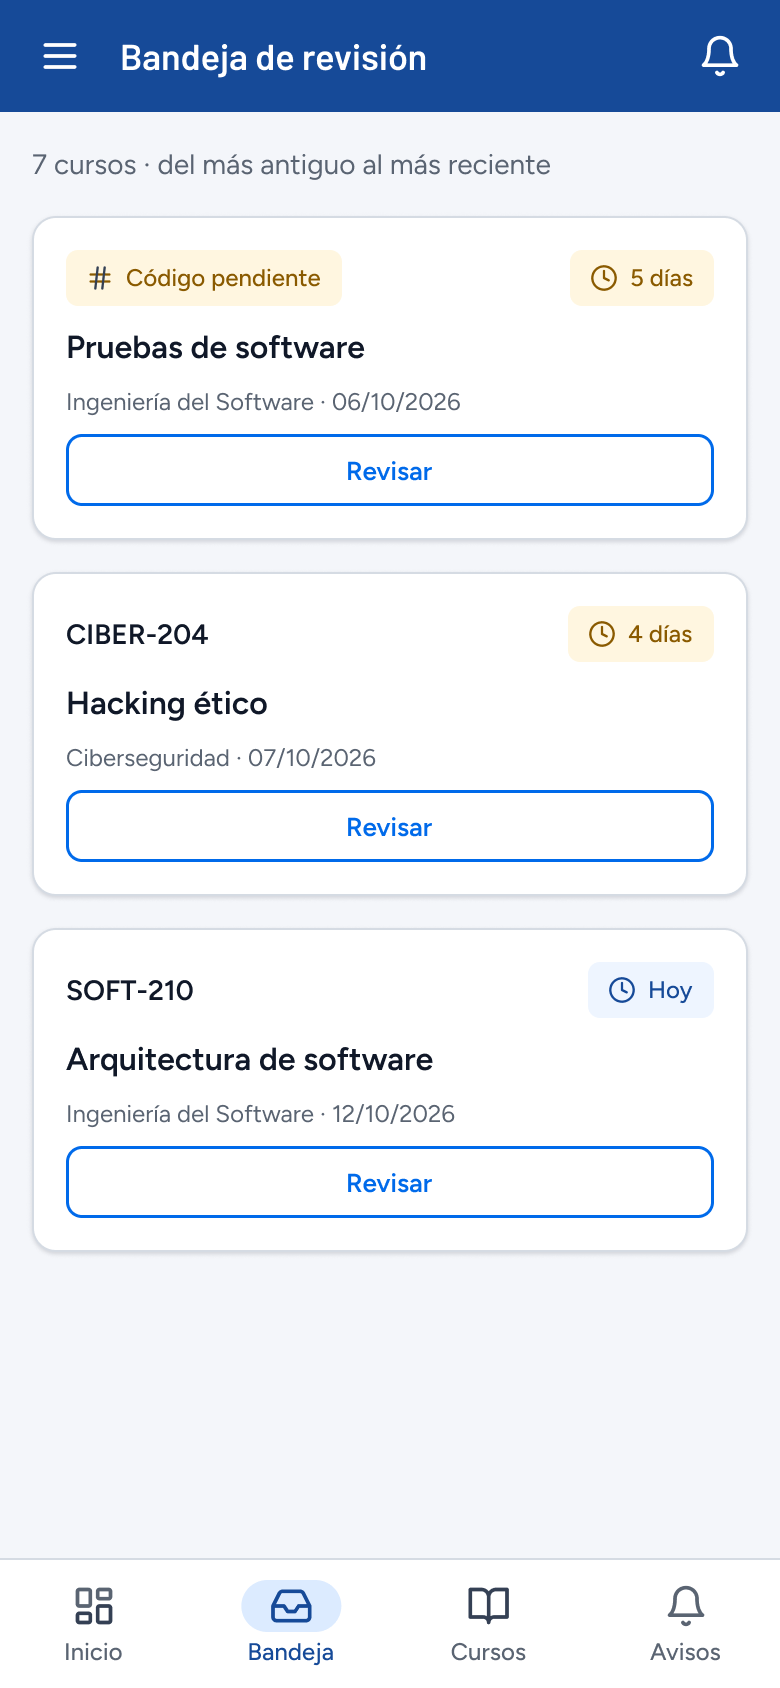 Bandeja de revisión
7 cursos · del más antiguo al más reciente
# Código pendiente
5 días
Pruebas de software
Ingeniería del Software · 06/10/2026
Revisar
CIBER-204
4 días
Hacking ético
Ciberseguridad · 07/10/2026
Revisar
SOFT-210
Hoy
Arquitectura de software
Ingeniería del Software · 12/10/2026
Revisar
Inicio
Bandeja
Cursos
Avisos